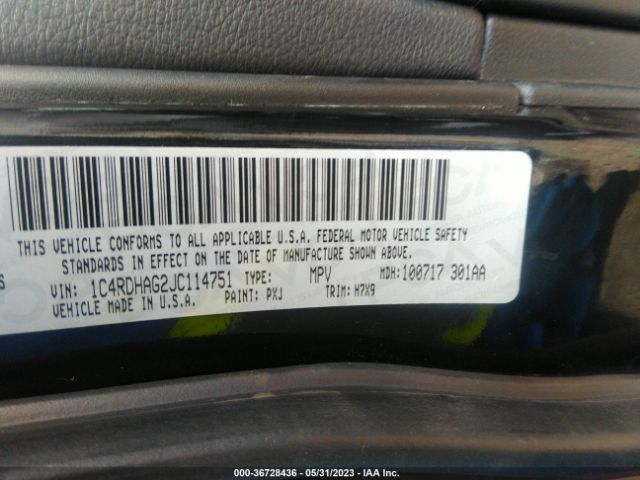 THIS VEHICLE CONFORMS TO ALL APPLICABLE U.S.A. FEDERAL MOTOR VEHICLE SAFETY
STANDARDS IN EFFECT ON THE DATE OF MANUFACTURE SHOWN ABOVE.
6
VIN: 1C4RDHAG2JC114751 TYPE: MPV MDH:100717 301AA
VEHICLE MADE IN U.S.A. PAINT: PXJ TRIM: H7X9
000-36728436 - 05/31/2023 - IAA Inc.